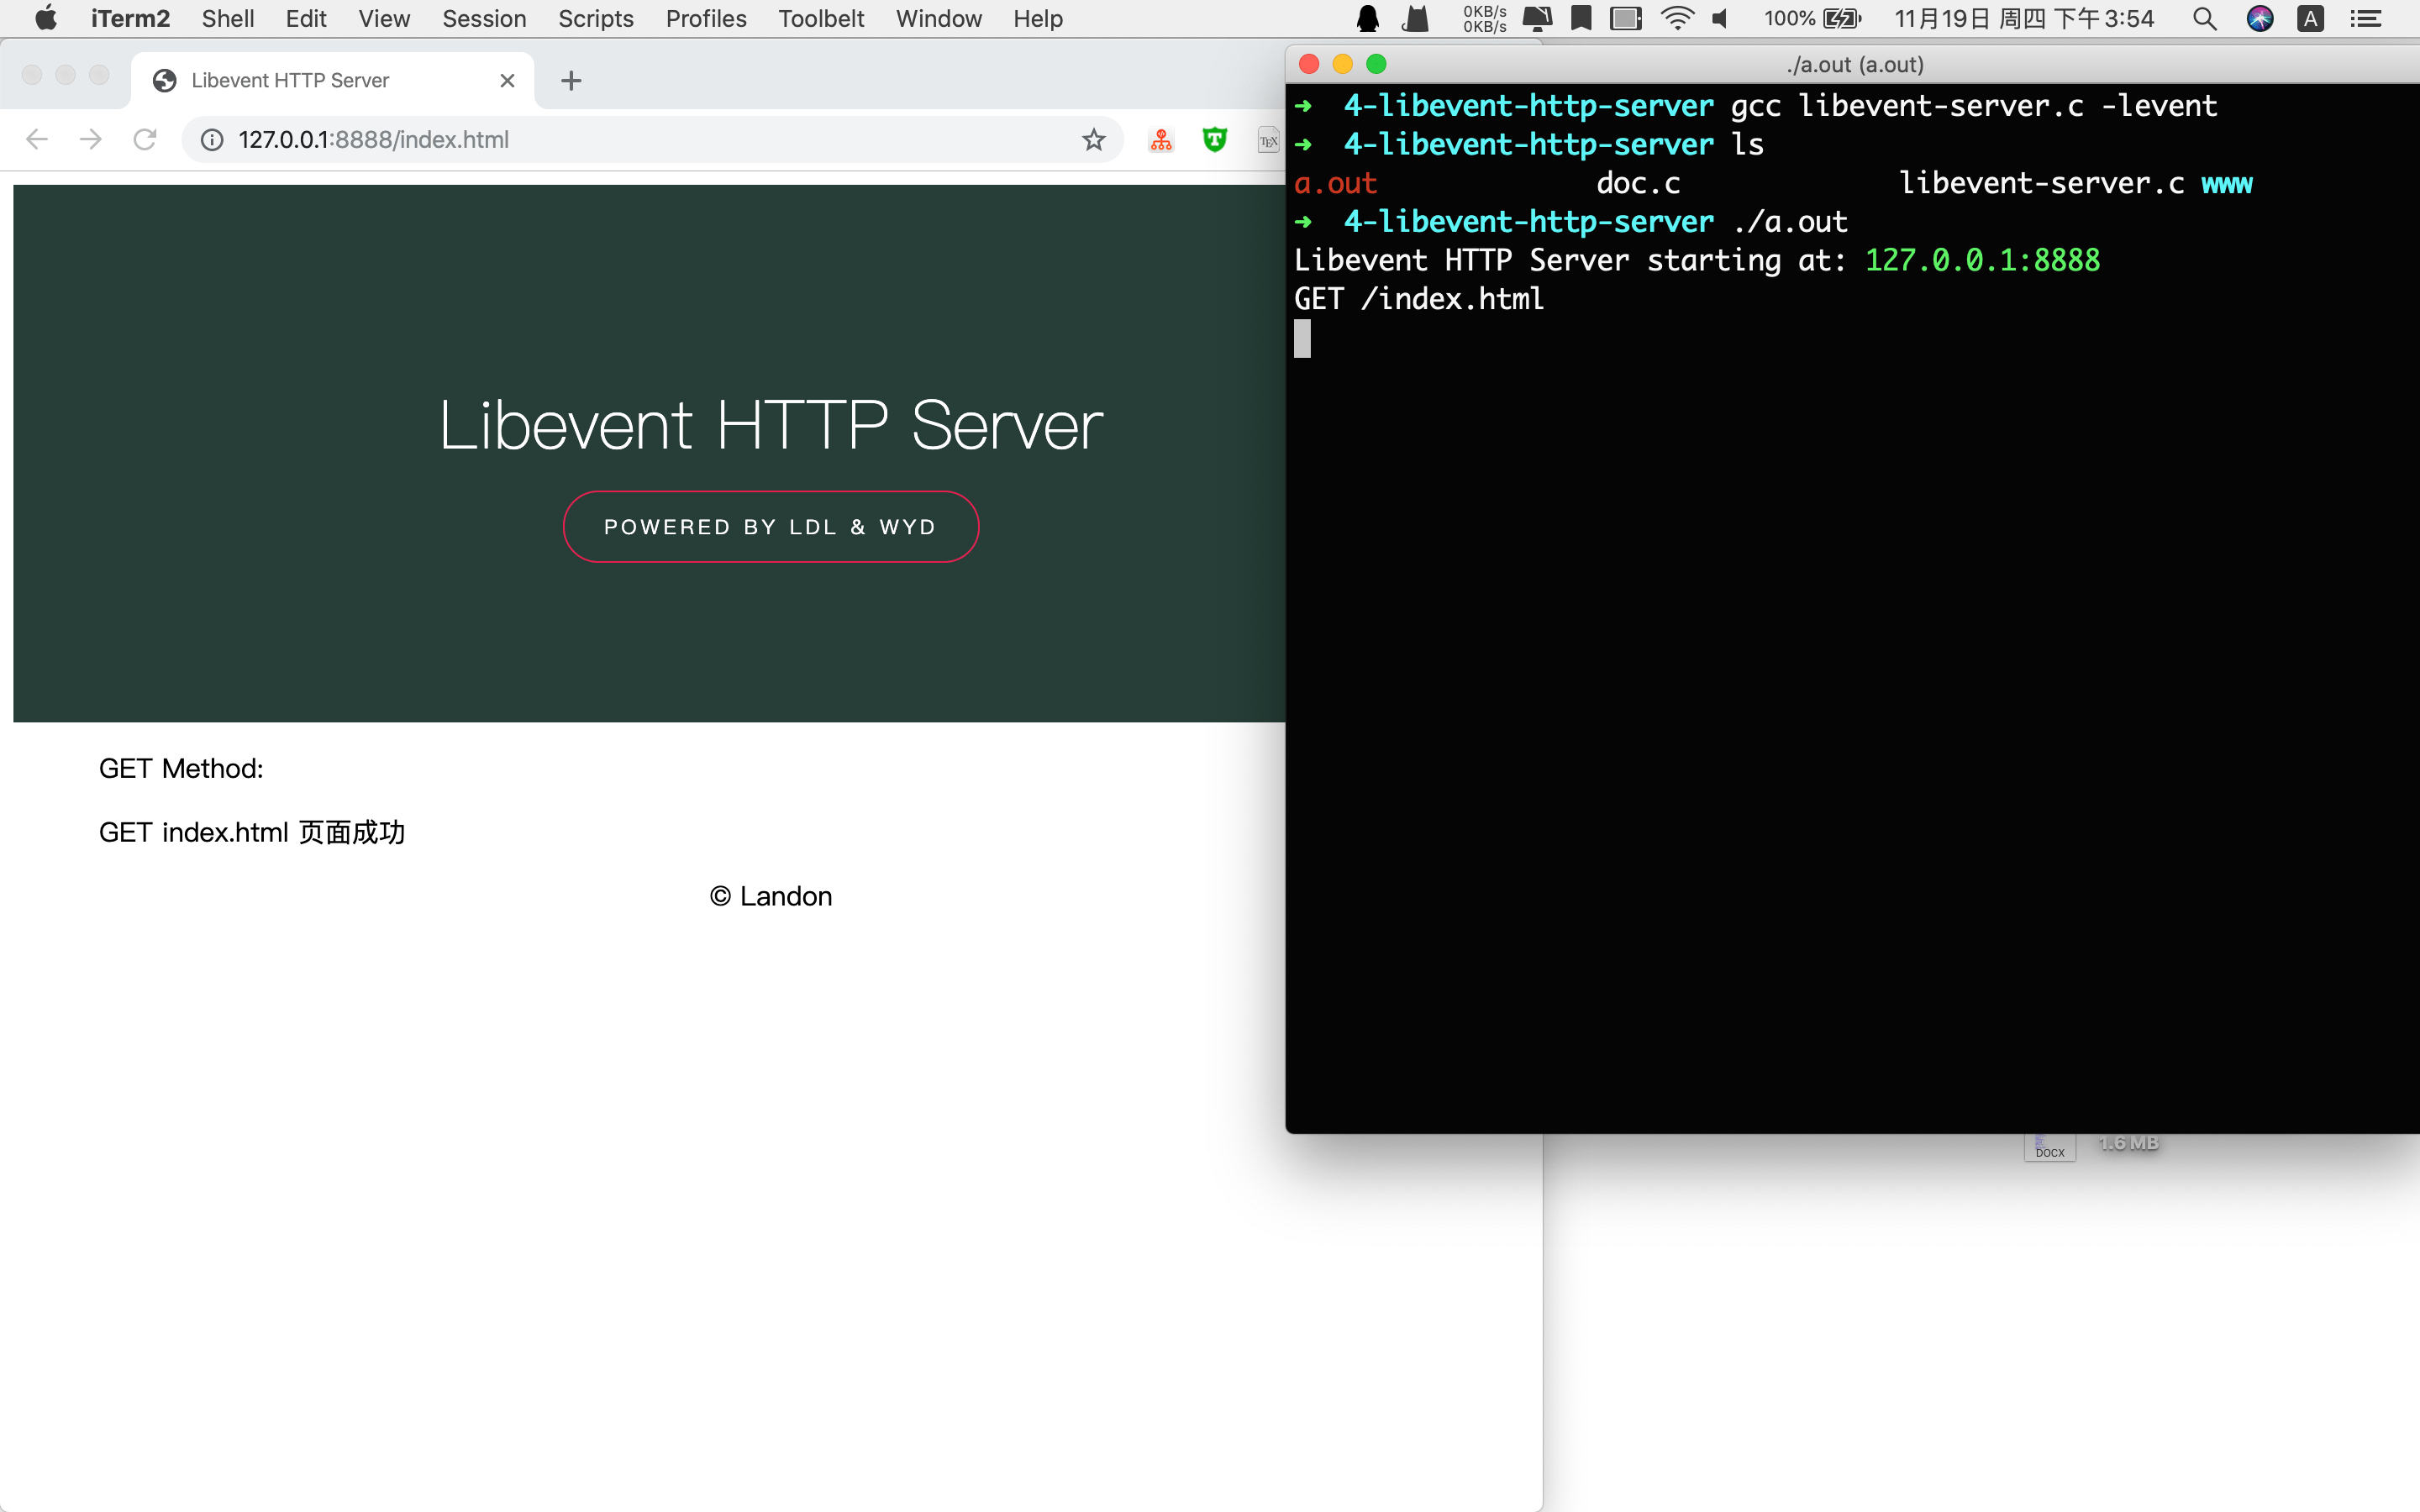 iTerm2 Shell Edit View Session Scripts Profiles Toolbelt Window Help
0KB/s
0KB/s
100%
11月19日 周四 下午 3:54
A
Libevent HTTP Server
127.0.0.1:8888/index.html
T
TEX
Libevent HTTP Server
POWERED BY LDL & WYD
GET Method:
GET index.html 页面成功
© Landon
./a.out (a.out)
➜ 4-libevent-http-server gcc libevent-server.c -levent
➜ 4-libevent-http-server ls
a.out doc.c libevent-server.c www
➜ 4-libevent-http-server ./a.out
Libevent HTTP Server starting at: 127.0.0.1:8888
GET /index.html
DOCX
1.6 MB